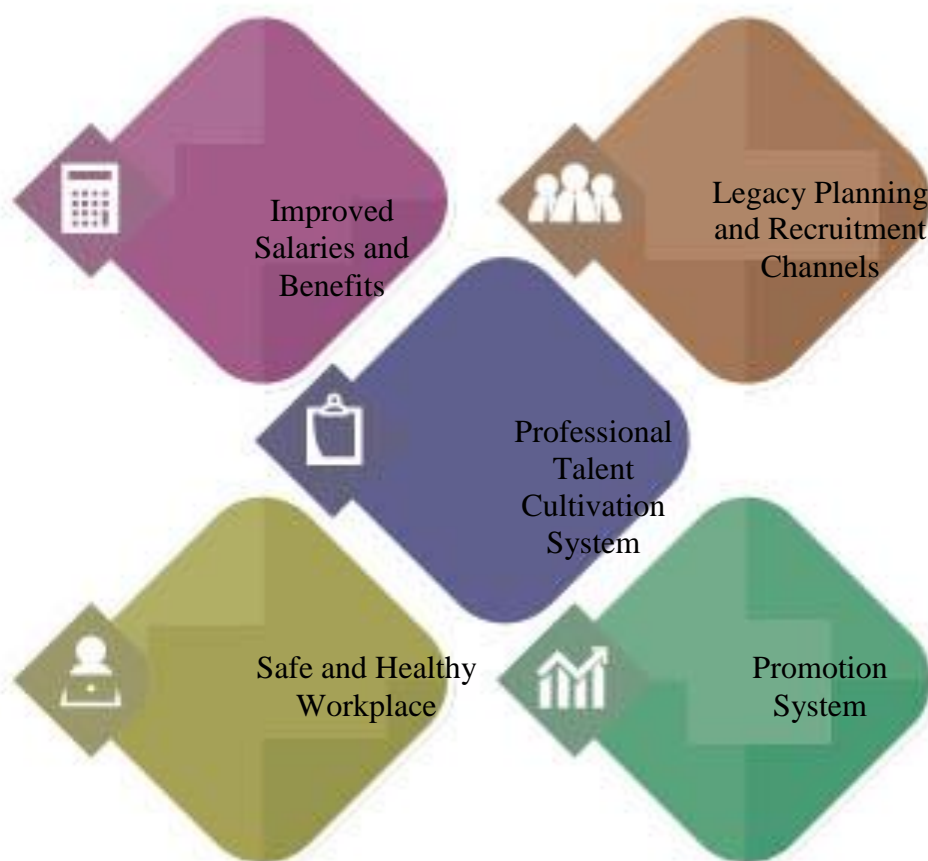 Improved
Salaries and
Benefits
Legacy Planning
and Recruitment
Channels
Professional
Talent
Cultivation
System
Safe and Healthy
Workplace
Promotion
System